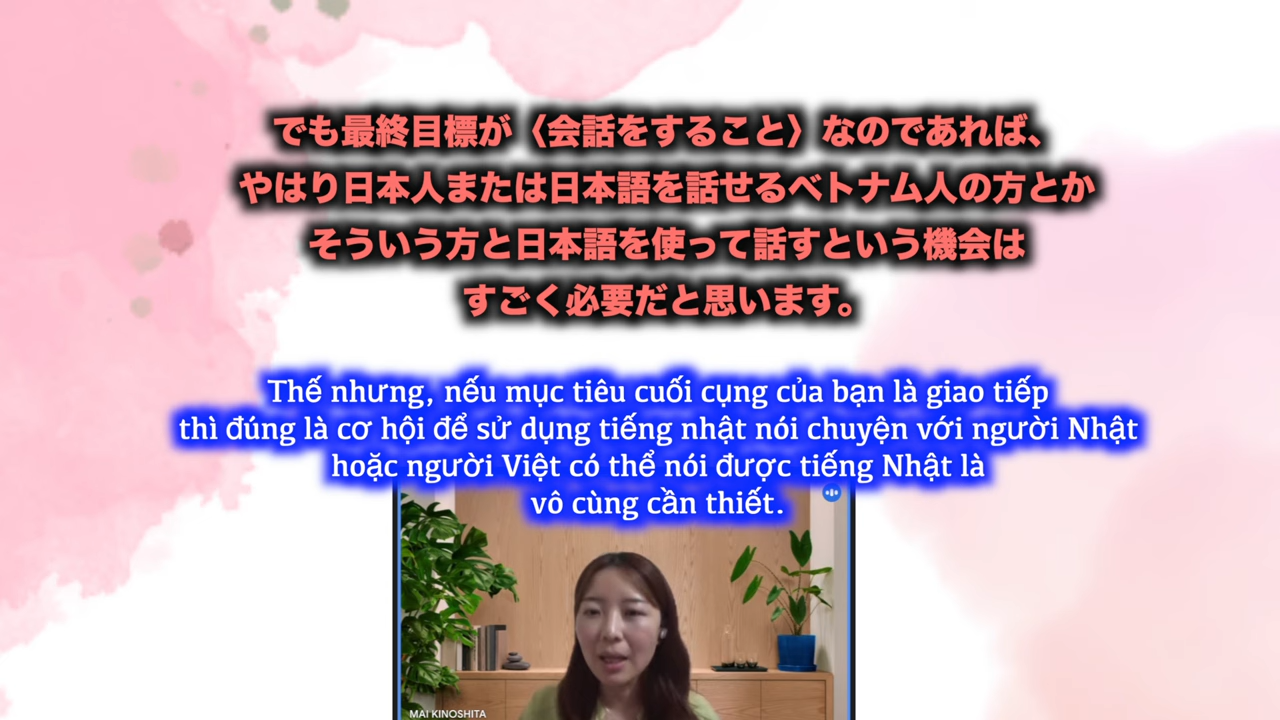 でも最終目標が〈会話をすること〉なのであれば、
やはり日本人または日本語を話せるベトナム人の方とか
そういう方と日本語を使って話すという機会は
すごく必要だと思います。
Thế nhưng, nếu mục tiêu cuối cụng của bạn là giao tiếp
thì đúng là cơ hội để sử dụng tiếng nhật nói chuyện với người Nhật
hoặc người Việt có thể nói được tiếng Nhật là
vô cùng cần thiết.
MAI KINOSHITA